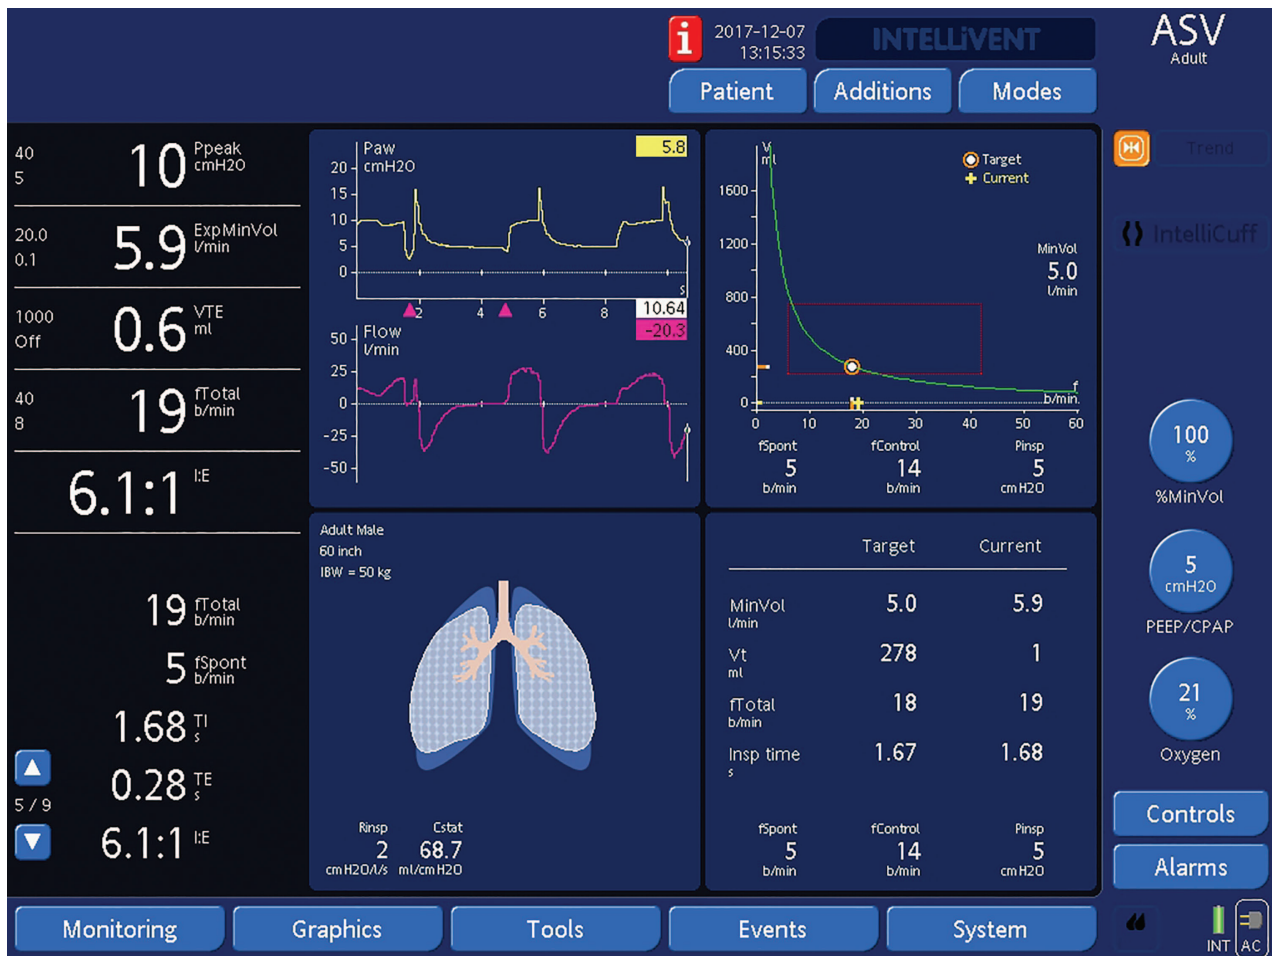 i
2017-12-07
13:15:33
INTELLiVENT
ASV
Adult
Patient
Additions
Modes
40
5
10
Ppeak
cmH2O
20.0
0.1
5.9
ExpMinVol
l/min
1000
Off
0.6
VTE
ml
40
8
19
fTotal
b/min
6.1:1
I:E
19
fTotal
b/min
5
fSpont
b/min
1.68
TI
s
0.28
TE
s
5 / 9
6.1:1
I:E
Paw
cmH2O
5.8
20
15
10
5
0
s
2 4 6 8
10.64
-20.3
Flow
l/min
50
25
0
-25
-50
V
ml
Target
Current
1600
1200
800
400
0
MinVol
5.0
l/min
f
b/min
0 10 20 30 40 50 60
fSpont fControl Pinsp
5 14 5
b/min b/min cmH2O
Adult Male
60 inch
IBW = 50 kg
Rinsp Cstat
2 68.7
cmH2O/l/s ml/cmH2O
Target Current
MinVol 5.0 5.9
l/min
Vt 278 1
ml
fTotal 18 19
b/min
Insp time 1.67 1.68
s
fSpont fControl Pinsp
5 14 5
b/min b/min cmH2O
Trend
IntelliCuff
100
%
%MinVol
5
cmH2O
PEEP/CPAP
21
%
Oxygen
Controls
Alarms
Monitoring
Graphics
Tools
Events
System
INT
AC